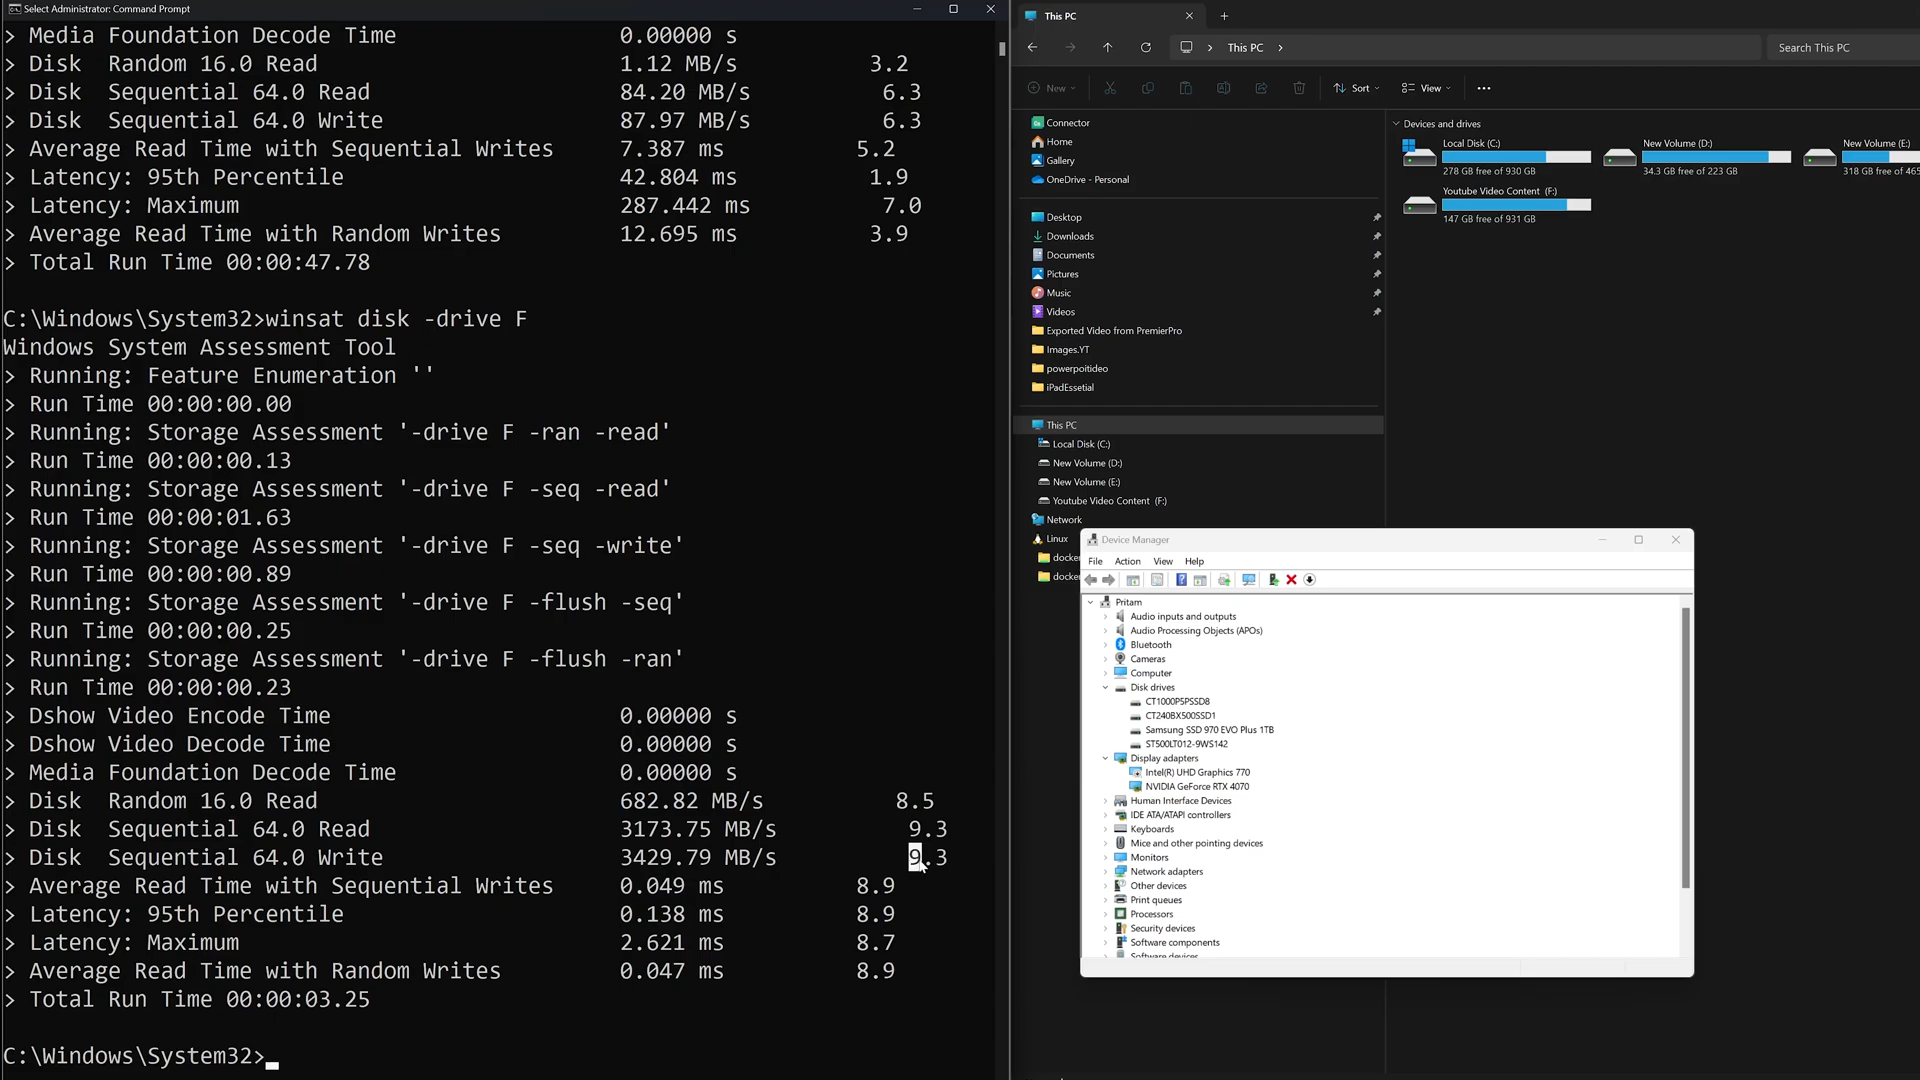 Select Administrator: Command Prompt
> Media Foundation Decode Time 0.00000 s
> Disk  Random 16.0 Read 1.12 MB/s 3.2
> Disk  Sequential 64.0 Read 84.20 MB/s 6.3
> Disk  Sequential 64.0 Write 87.97 MB/s 6.3
> Average Read Time with Sequential Writes 7.387 ms 5.2
> Latency: 95th Percentile 42.804 ms 1.9
> Latency: Maximum 287.442 ms 7.0
> Average Read Time with Random Writes 12.695 ms 3.9
> Total Run Time 00:00:47.78
C:\Windows\System32>winsat disk -drive F
Windows System Assessment Tool
> Running: Feature Enumeration ''
> Run Time 00:00:00.00
> Running: Storage Assessment '-drive F -ran -read'
> Run Time 00:00:00.13
> Running: Storage Assessment '-drive F -seq -read'
> Run Time 00:00:01.63
> Running: Storage Assessment '-drive F -seq -write'
> Run Time 00:00:00.89
> Running: Storage Assessment '-drive F -flush -seq'
> Run Time 00:00:00.25
> Running: Storage Assessment '-drive F -flush -ran'
> Run Time 00:00:00.23
> Dshow Video Encode Time 0.00000 s
> Dshow Video Decode Time 0.00000 s
> Media Foundation Decode Time 0.00000 s
> Disk  Random 16.0 Read 682.82 MB/s 8.5
> Disk  Sequential 64.0 Read 3173.75 MB/s 9.3
> Disk  Sequential 64.0 Write 3429.79 MB/s 9.3
> Average Read Time with Sequential Writes 0.049 ms 8.9
> Latency: 95th Percentile 0.138 ms 8.9
> Latency: Maximum 2.621 ms 8.7
> Average Read Time with Random Writes 0.047 ms 8.9
> Total Run Time 00:00:03.25
C:\Windows\System32>
This PC
This PC
Search This PC
New
Sort
View
Connector
Home
Gallery
OneDrive - Personal
Desktop
Downloads
Documents
Pictures
Music
Videos
Exported Video from PremierPro
Images.YT
powerpoitideo
iPadEssetial
This PC
Local Disk (C:)
New Volume (D:)
New Volume (E:)
Youtube Video Content (F:)
Network
Linux
docke
docke
Devices and drives
Local Disk (C:)
278 GB free of 930 GB
New Volume (D:)
34.3 GB free of 223 GB
New Volume (E:)
318 GB free of 465
Youtube Video Content (F:)
147 GB free of 931 GB
Device Manager
File Action View Help
Pritam
Audio inputs and outputs
Audio Processing Objects (APOs)
Bluetooth
Cameras
Computer
Disk drives
CT1000P5PSSD8
CT240BX500SSD1
Samsung SSD 970 EVO Plus 1TB
ST500LT012-9WS142
Display adapters
Intel(R) UHD Graphics 770
NVIDIA GeForce RTX 4070
Human Interface Devices
IDE ATA/ATAPI controllers
Keyboards
Mice and other pointing devices
Monitors
Network adapters
Other devices
Print queues
Processors
Security devices
Software components
Software devices